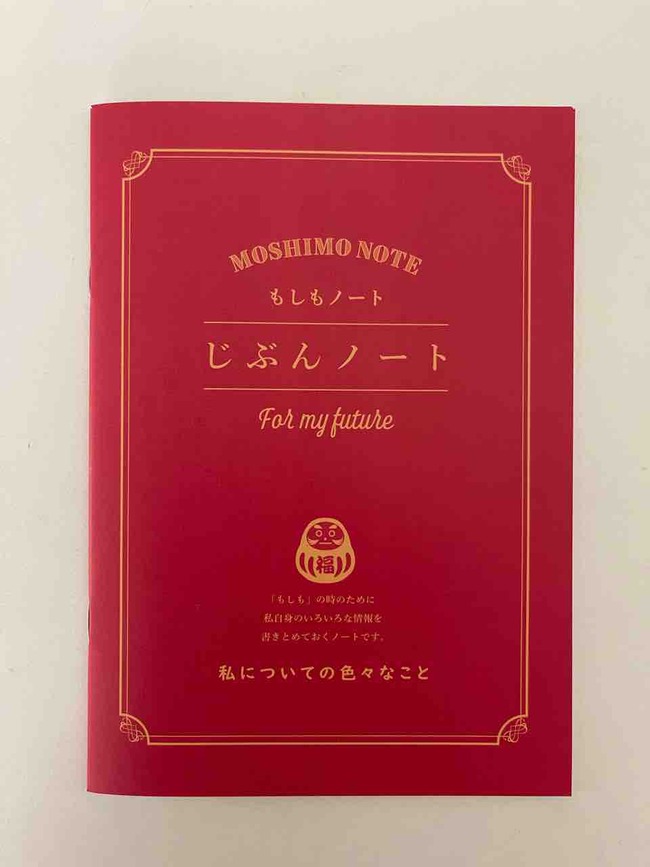 MOSHIMO NOTE
もしもノート
じぶんノート
For my future
福
「もしも」の時のために
私自身のいろいろな情報を
書きとめておくノートです。
私についての色々なこと